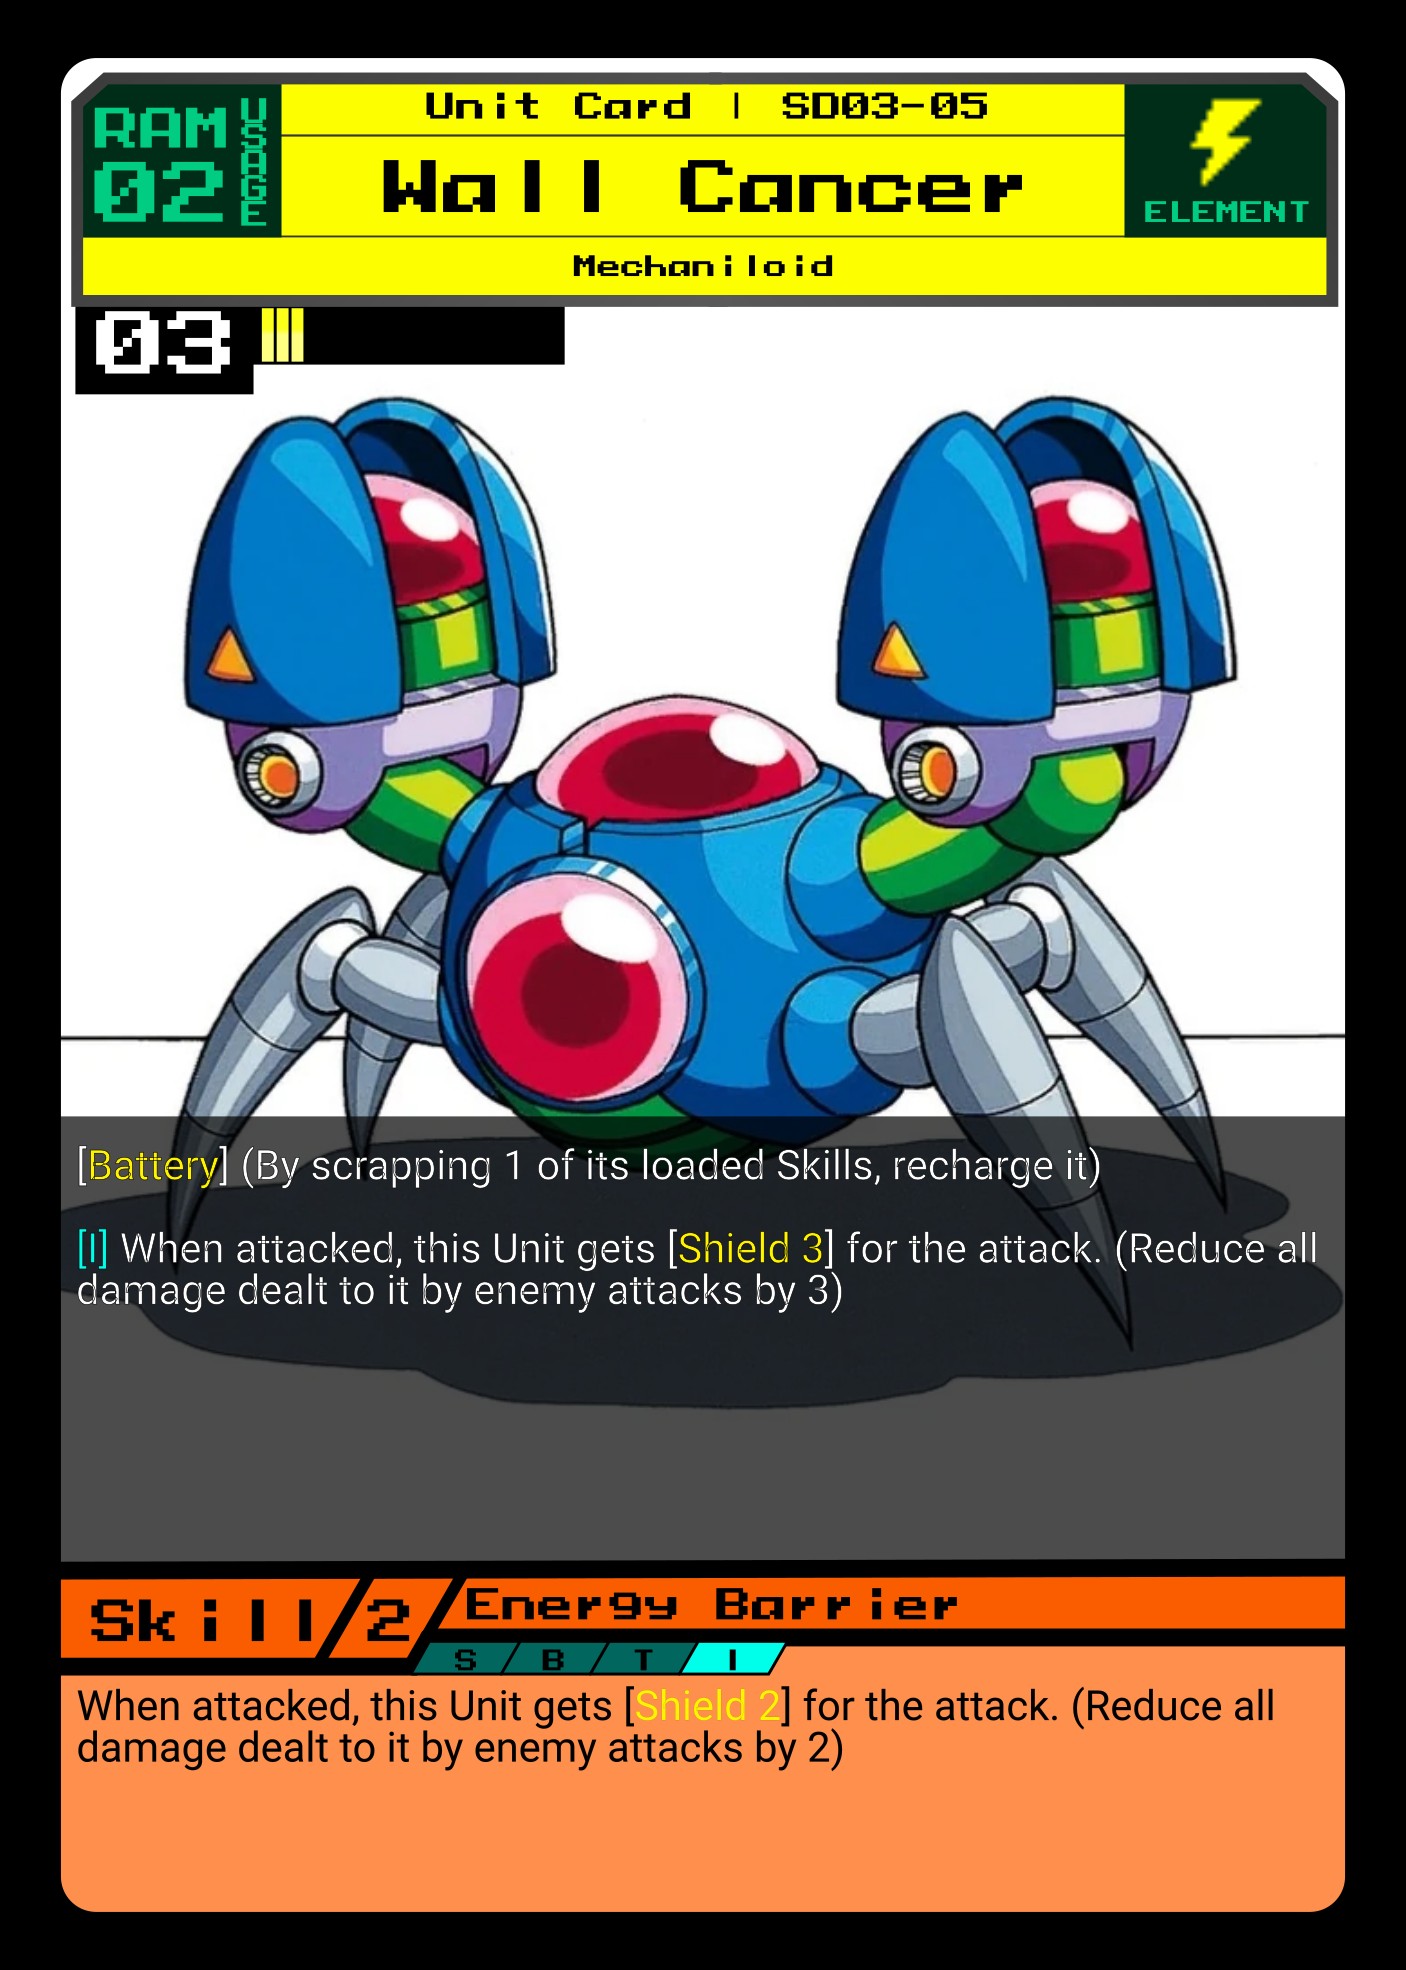 Unit Card | SD03-05
RAM 02 USAGE
Wall Cancer
ELEMENT
Mechaniloid
03
[Battery] (By scrapping 1 of its loaded Skills, recharge it)
[I] When attacked, this Unit gets [Shield 3] for the attack. (Reduce all
damage dealt to it by enemy attacks by 3)
Skill/2 Energy Barrier
S / B / T / I
When attacked, this Unit gets [Shield 2] for the attack. (Reduce all
damage dealt to it by enemy attacks by 2)